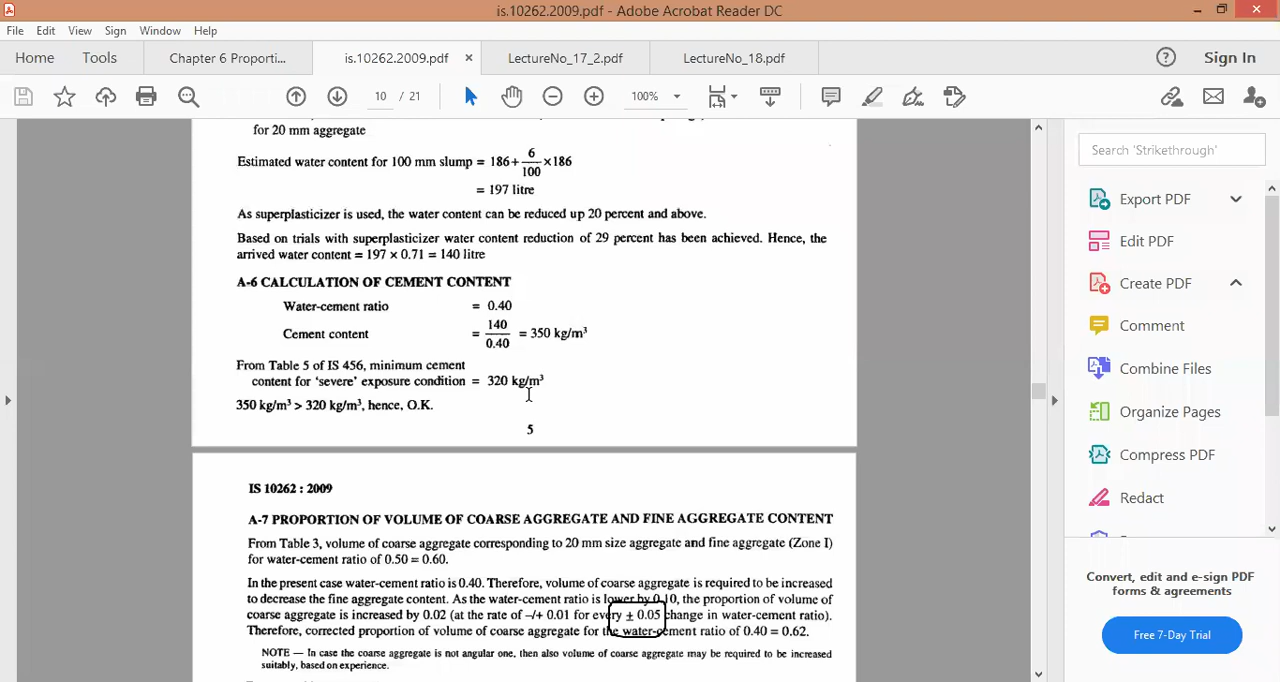 is.10262.2009.pdf - Adobe Acrobat Reader DC
File Edit View Sign Window Help
Home Tools Chapter 6 Proporti... is.10262.2009.pdf × LectureNo_17_2.pdf LectureNo_18.pdf Sign In
10 / 21 100%
for 20 mm aggregate
Estimated water content for 100 mm slump = 186 + 6/100 × 186
= 197 litre
As superplasticizer is used, the water content can be reduced up 20 percent and above.
Based on trials with superplasticizer water content reduction of 29 percent has been achieved. Hence, the
arrived water content = 197 × 0.71 = 140 litre
A-6 CALCULATION OF CEMENT CONTENT
Water-cement ratio = 0.40
Cement content = 140/0.40 = 350 kg/m³
From Table 5 of IS 456, minimum cement
content for ‘severe’ exposure condition = 320 kg/m³
350 kg/m³ > 320 kg/m³, hence, O.K.
5
IS 10262 : 2009
A-7 PROPORTION OF VOLUME OF COARSE AGGREGATE AND FINE AGGREGATE CONTENT
From Table 3, volume of coarse aggregate corresponding to 20 mm size aggregate and fine aggregate (Zone I)
for water-cement ratio of 0.50 = 0.60.
In the present case water-cement ratio is 0.40. Therefore, volume of coarse aggregate is required to be increased
to decrease the fine aggregate content. As the water-cement ratio is lower by 0.10, the proportion of volume of
coarse aggregate is increased by 0.02 (at the rate of –/+ 0.01 for every ± 0.05 change in water-cement ratio).
Therefore, corrected proportion of volume of coarse aggregate for the water-cement ratio of 0.40 = 0.62.
NOTE — In case the coarse aggregate is not angular one, then also volume of coarse aggregate may be required to be increased
suitably, based on experience.
Search 'Strikethrough'
Export PDF
Edit PDF
Create PDF
Comment
Combine Files
Organize Pages
Compress PDF
Redact
Convert, edit and e-sign PDF
forms & agreements
Free 7-Day Trial